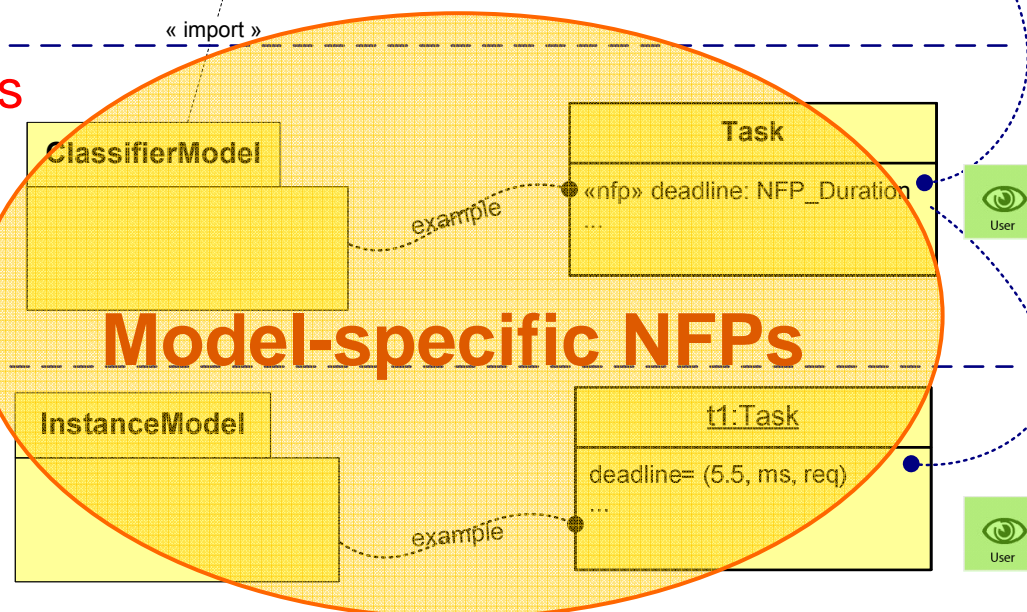 « import »
s
ClassifierModel
Task
«nfp» deadline: NFP_Duration
...
example
User
Model-specific NFPs
InstanceModel
t1:Task
deadline= (5.5, ms, req)
...
example
User